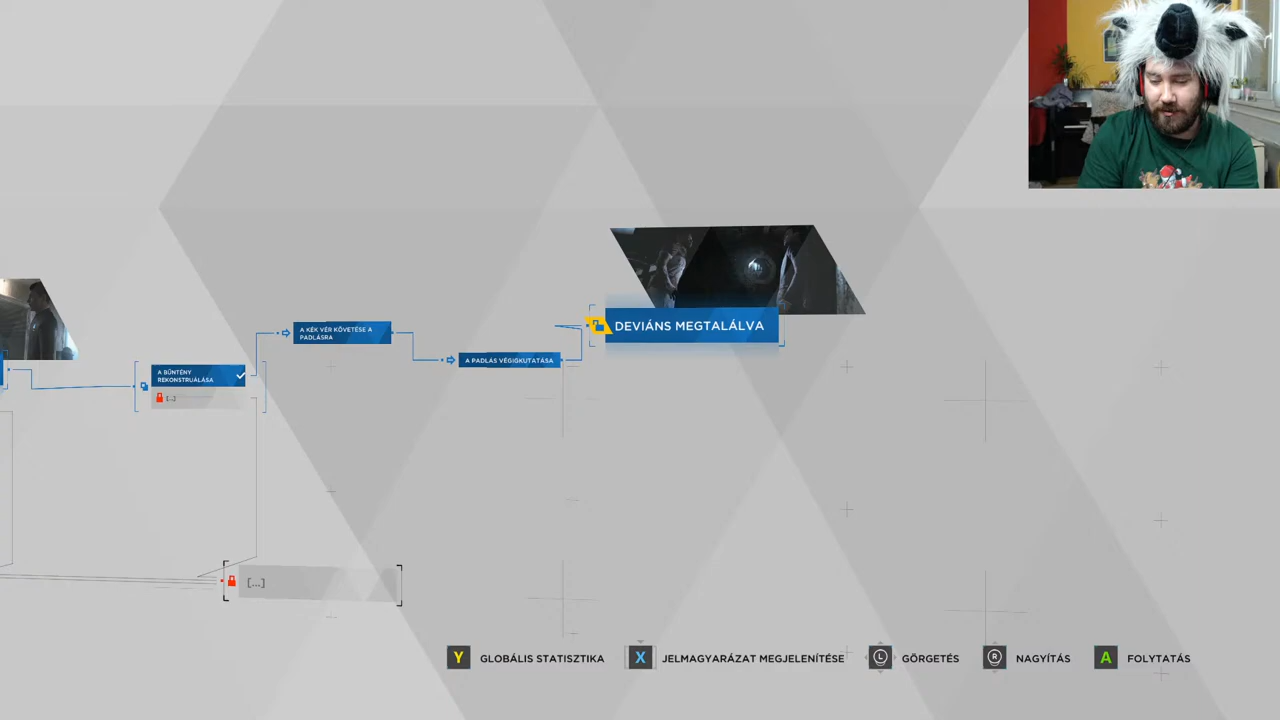 DEVIÁNS MEGTALÁLVA
A KÉK VÉR KÖVETÉSE A
PADLÁSRA
A PADLÁS VÉGIGKUTATÁSA
A BŰNTÉNY
REKONSTRUÁLÁSA
[...]
[...]
Y GLOBÁLIS STATISZTIKA
X JELMAGYARÁZAT MEGJELENÍTÉSE
L GÖRGETÉS
R NAGYÍTÁS
A FOLYTATÁS